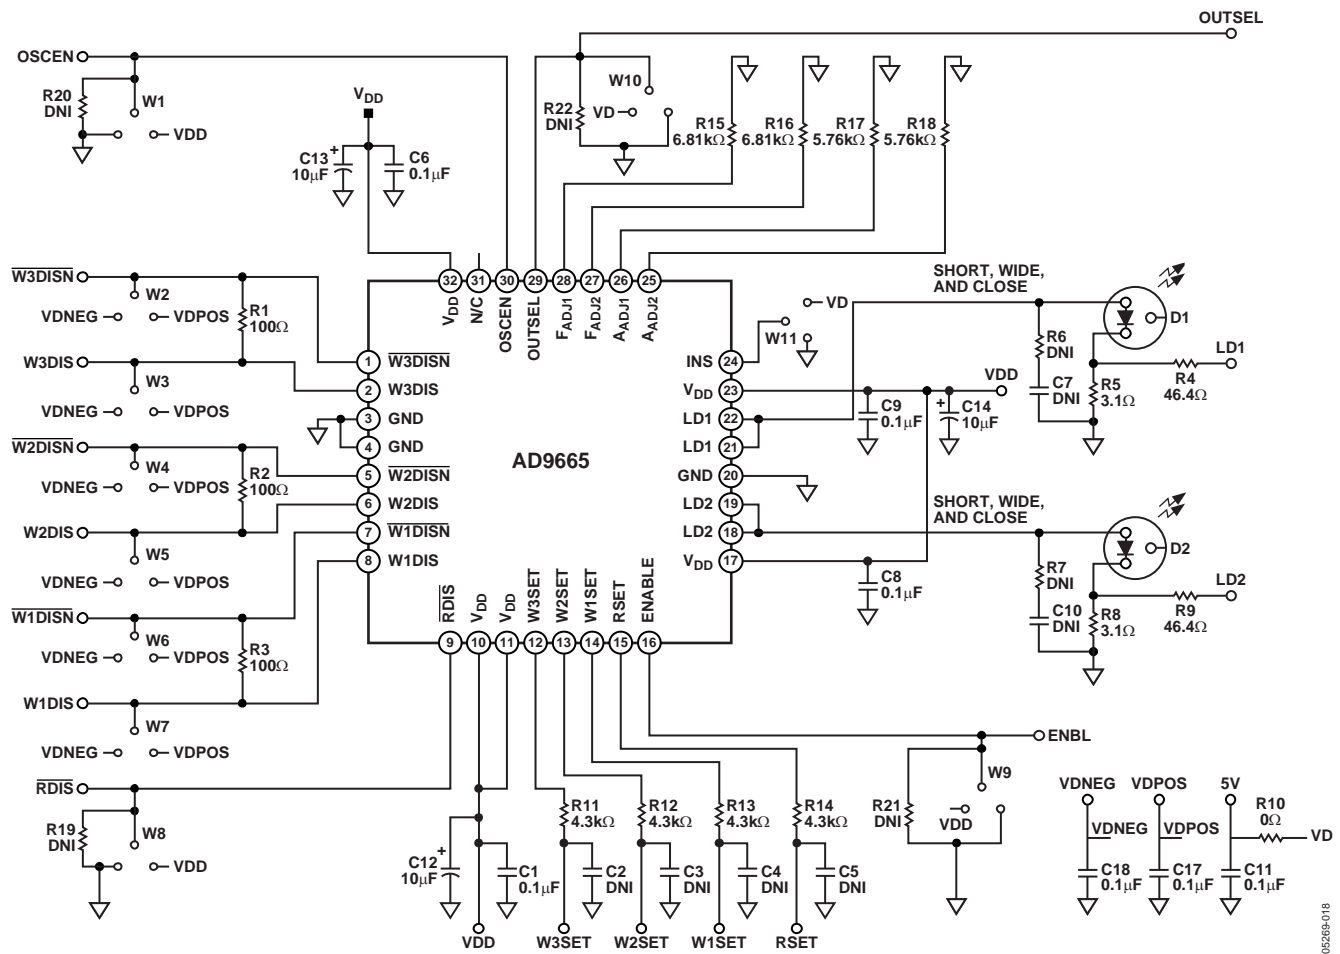 OUTSEL
OSCEN
R20
DNI
W1
VDD
VDD
C13
10μF
+
C6
0.1μF
W10
R22
DNI
VD
R15
6.81kΩ
R16
6.81kΩ
R17
5.76kΩ
R18
5.76kΩ
W3DISN
W2
VDNEG
VDPOS
R1
100Ω
W3DIS
W3
VDNEG
VDPOS
W2DISN
W4
VDNEG
VDPOS
R2
100Ω
W2DIS
W5
VDNEG
VDPOS
W1DISN
W6
VDNEG
VDPOS
R3
100Ω
W1DIS
W7
VDNEG
VDPOS
RDIS
R19
DNI
W8
VDD
32 31 30 29 28 27 26 25
VDD
N/C
OSCEN
OUTSEL
FADJ1
FADJ2
AADJ1
AADJ2
1 W3DISN
2 W3DIS
3 GND
4 GND
5 W2DISN
6 W2DIS
7 W1DISN
8 W1DIS
AD9665
INS 24
VDD 23
LD1 22
LD1 21
GND 20
LD2 19
LD2 18
VDD 17
RDIS
VDD
VDD
W3SET
W2SET
W1SET
RSET
ENABLE
9 10 11 12 13 14 15 16
VD
W11
VDD
C9
0.1μF
+
C14
10μF
C8
0.1μF
SHORT, WIDE,
AND CLOSE
D1
R6
DNI
C7
DNI
R5
3.1Ω
R4
46.4Ω
LD1
SHORT, WIDE,
AND CLOSE
D2
R7
DNI
C10
DNI
R8
3.1Ω
R9
46.4Ω
LD2
ENBL
W9
R21
DNI
VDD
C12
10μF
+
C1
0.1μF
VDD
R11
4.3kΩ
C2
DNI
W3SET
R12
4.3kΩ
C3
DNI
W2SET
R13
4.3kΩ
C4
DNI
W1SET
R14
4.3kΩ
C5
DNI
RSET
VDNEG
VDNEG
C18
0.1μF
VDPOS
VDPOS
C17
0.1μF
5V
R10
0Ω
VD
C11
0.1μF
05269-018